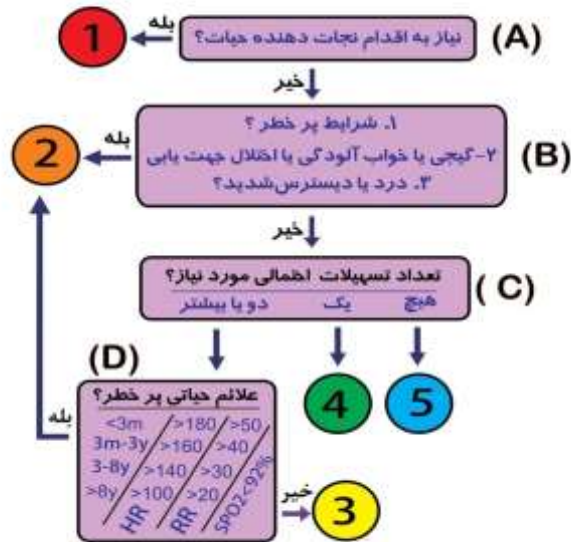 (A)
نیاز به اقدام نجات دهنده حیات؟
بله
1
خیر
(B)
۱. شرایط پر خطر ؟
۲-گیجی یا خواب آلودگی یا اختلال جهت یابی
۳. درد یا دیسترس شدید؟
بله
2
خیر
( C)
تعداد تسهیلات اظمالی مورد نیاز؟
هیچ یک دو یا بیشتر
5
4
(D)
علائم حیاتی پر خطر؟
<3m >180 >50
3m-3y >160 >40
3-8y >140 >30
>8y >100 >20
HR RR SPO2<92%
بله
خیر
3